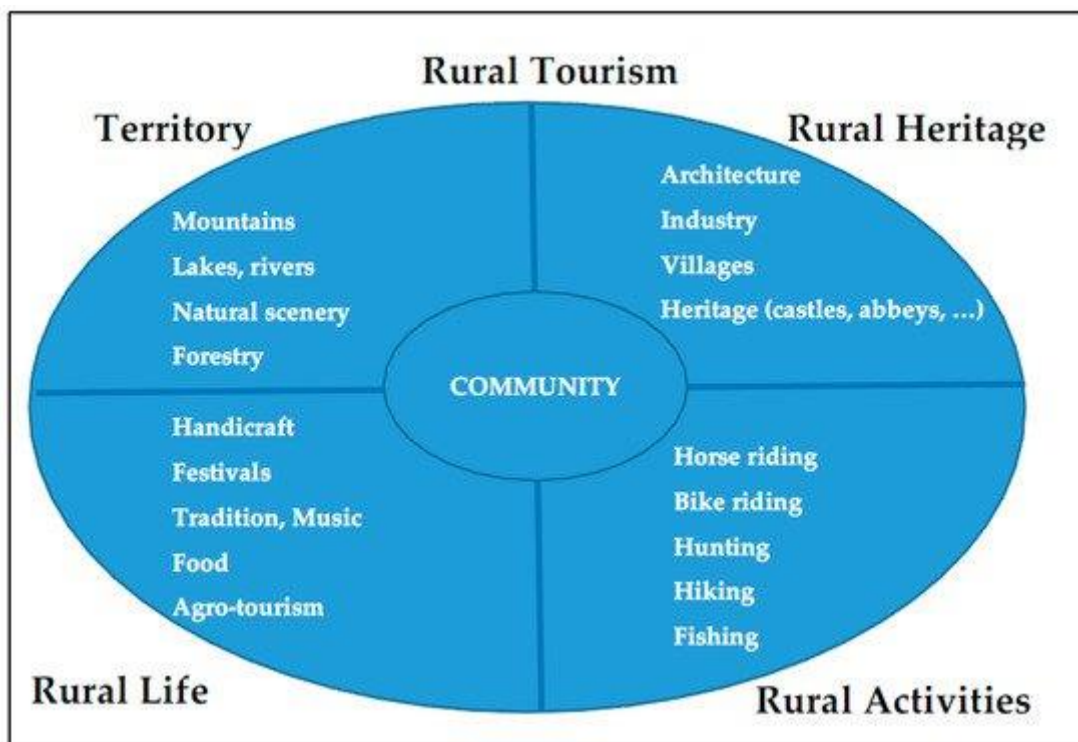 Rural Tourism
Territory
Rural Heritage
Mountains
Lakes, rivers
Natural scenery
Forestry
Architecture
Industry
Villages
Heritage (castles, abbeys, …)
COMMUNITY
Handicraft
Festivals
Tradition, Music
Food
Agro-tourism
Horse riding
Bike riding
Hunting
Hiking
Fishing
Rural Life
Rural Activities